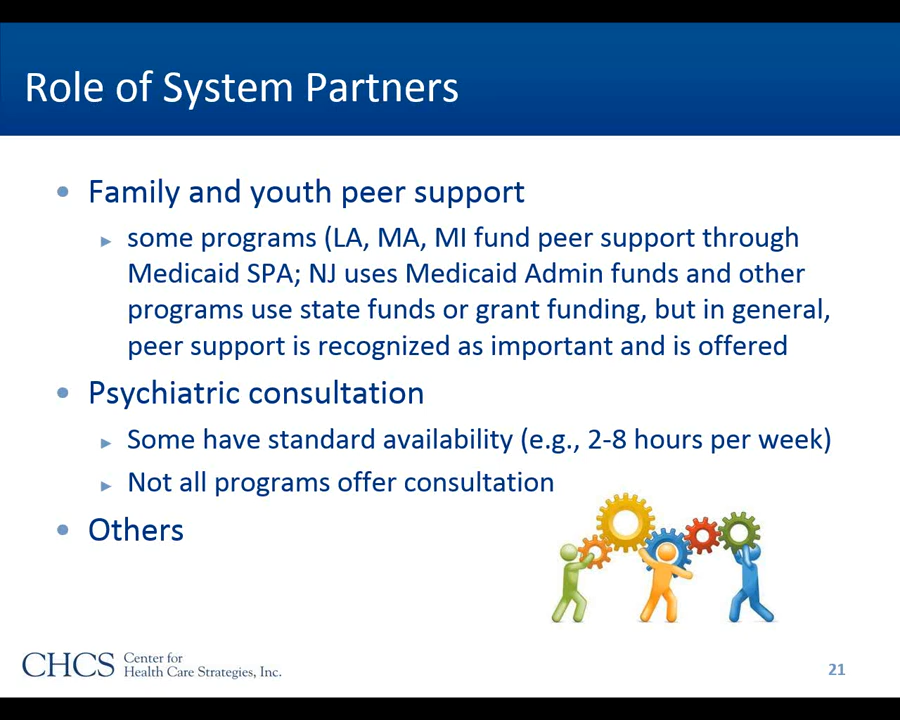 Role of System Partners
• Family and youth peer support
► some programs (LA, MA, MI fund peer support through
Medicaid SPA; NJ uses Medicaid Admin funds and other
programs use state funds or grant funding, but in general,
peer support is recognized as important and is offered
• Psychiatric consultation
► Some have standard availability (e.g., 2-8 hours per week)
► Not all programs offer consultation
• Others
CHCS Center for
Health Care Strategies, Inc.
21